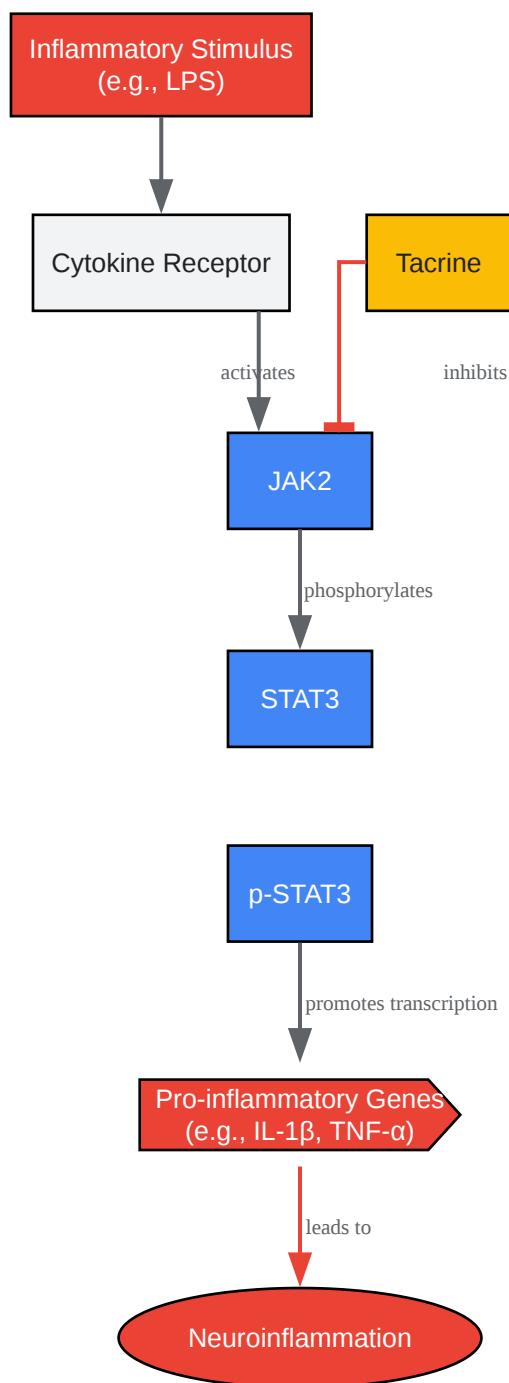 Inflammatory Stimulus
(e.g., LPS)
Cytokine Receptor
Tacrine
activates
inhibits
JAK2
phosphorylates
STAT3
p-STAT3
promotes transcription
Pro-inflammatory Genes
(e.g., IL-1β, TNF-α)
leads to
Neuroinflammation